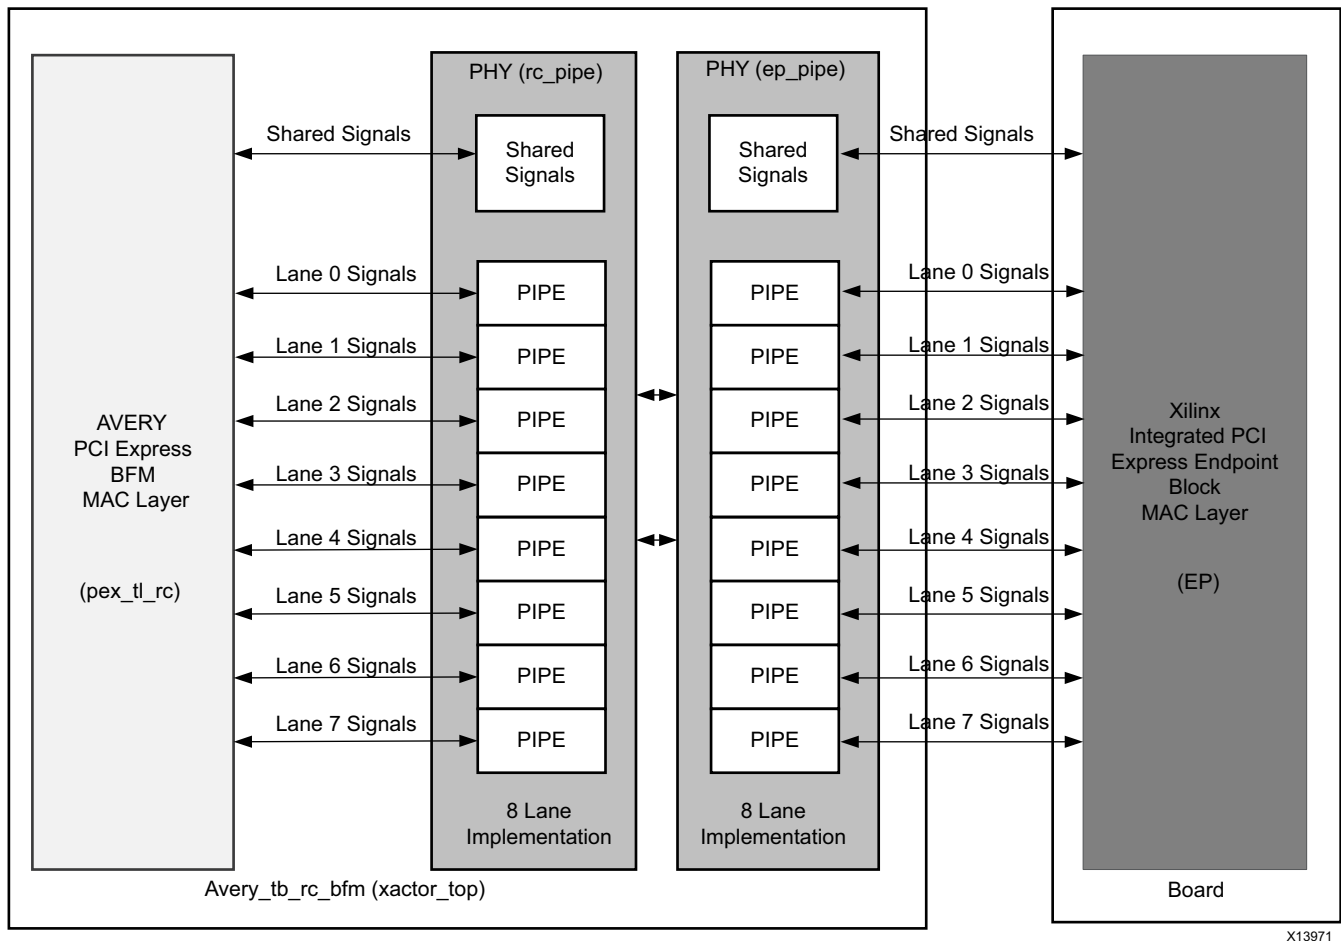 PHY (rc_pipe)
PHY (ep_pipe)
Shared Signals
Shared
Signals
Shared
Signals
Shared Signals
Lane 0 Signals
PIPE
PIPE
Lane 0 Signals
Lane 1 Signals
PIPE
PIPE
Lane 1 Signals
Lane 2 Signals
PIPE
PIPE
Lane 2 Signals
Lane 3 Signals
PIPE
PIPE
Lane 3 Signals
Lane 4 Signals
PIPE
PIPE
Lane 4 Signals
Lane 5 Signals
PIPE
PIPE
Lane 5 Signals
Lane 6 Signals
PIPE
PIPE
Lane 6 Signals
Lane 7 Signals
PIPE
PIPE
Lane 7 Signals
AVERY
PCI Express
BFM
MAC Layer
(pex_tl_rc)
Xilinx
Integrated PCI
Express Endpoint
Block
MAC Layer
(EP)
8 Lane
Implementation
8 Lane
Implementation
Avery_tb_rc_bfm (xactor_top)
Board
X13971